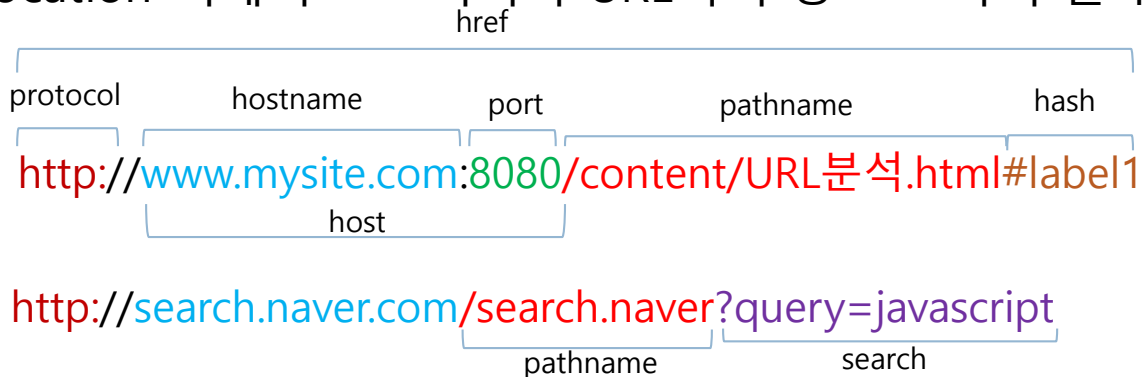 href
protocol hostname port pathname hash
http://www.mysite.com:8080/content/URL분석.html#label1
host
http://search.naver.com/search.naver?query=javascript
pathname search